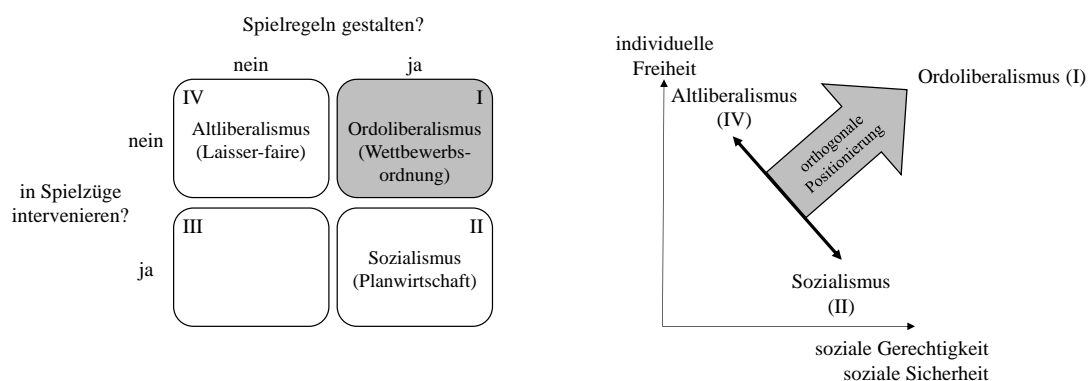 Spielregeln gestalten?
nein
ja
IV
Altliberalismus
(Laisser-faire)
I
Ordoliberalismus
(Wettbewerbs-
ordnung)
nein
in Spielzüge
intervenieren?
III
II
Sozialismus
(Planwirtschaft)
ja
individuelle
Freiheit
Altliberalismus
(IV)
Ordoliberalismus (I)
orthogonale
Positionierung
Sozialismus
(II)
soziale Gerechtigkeit
soziale Sicherheit